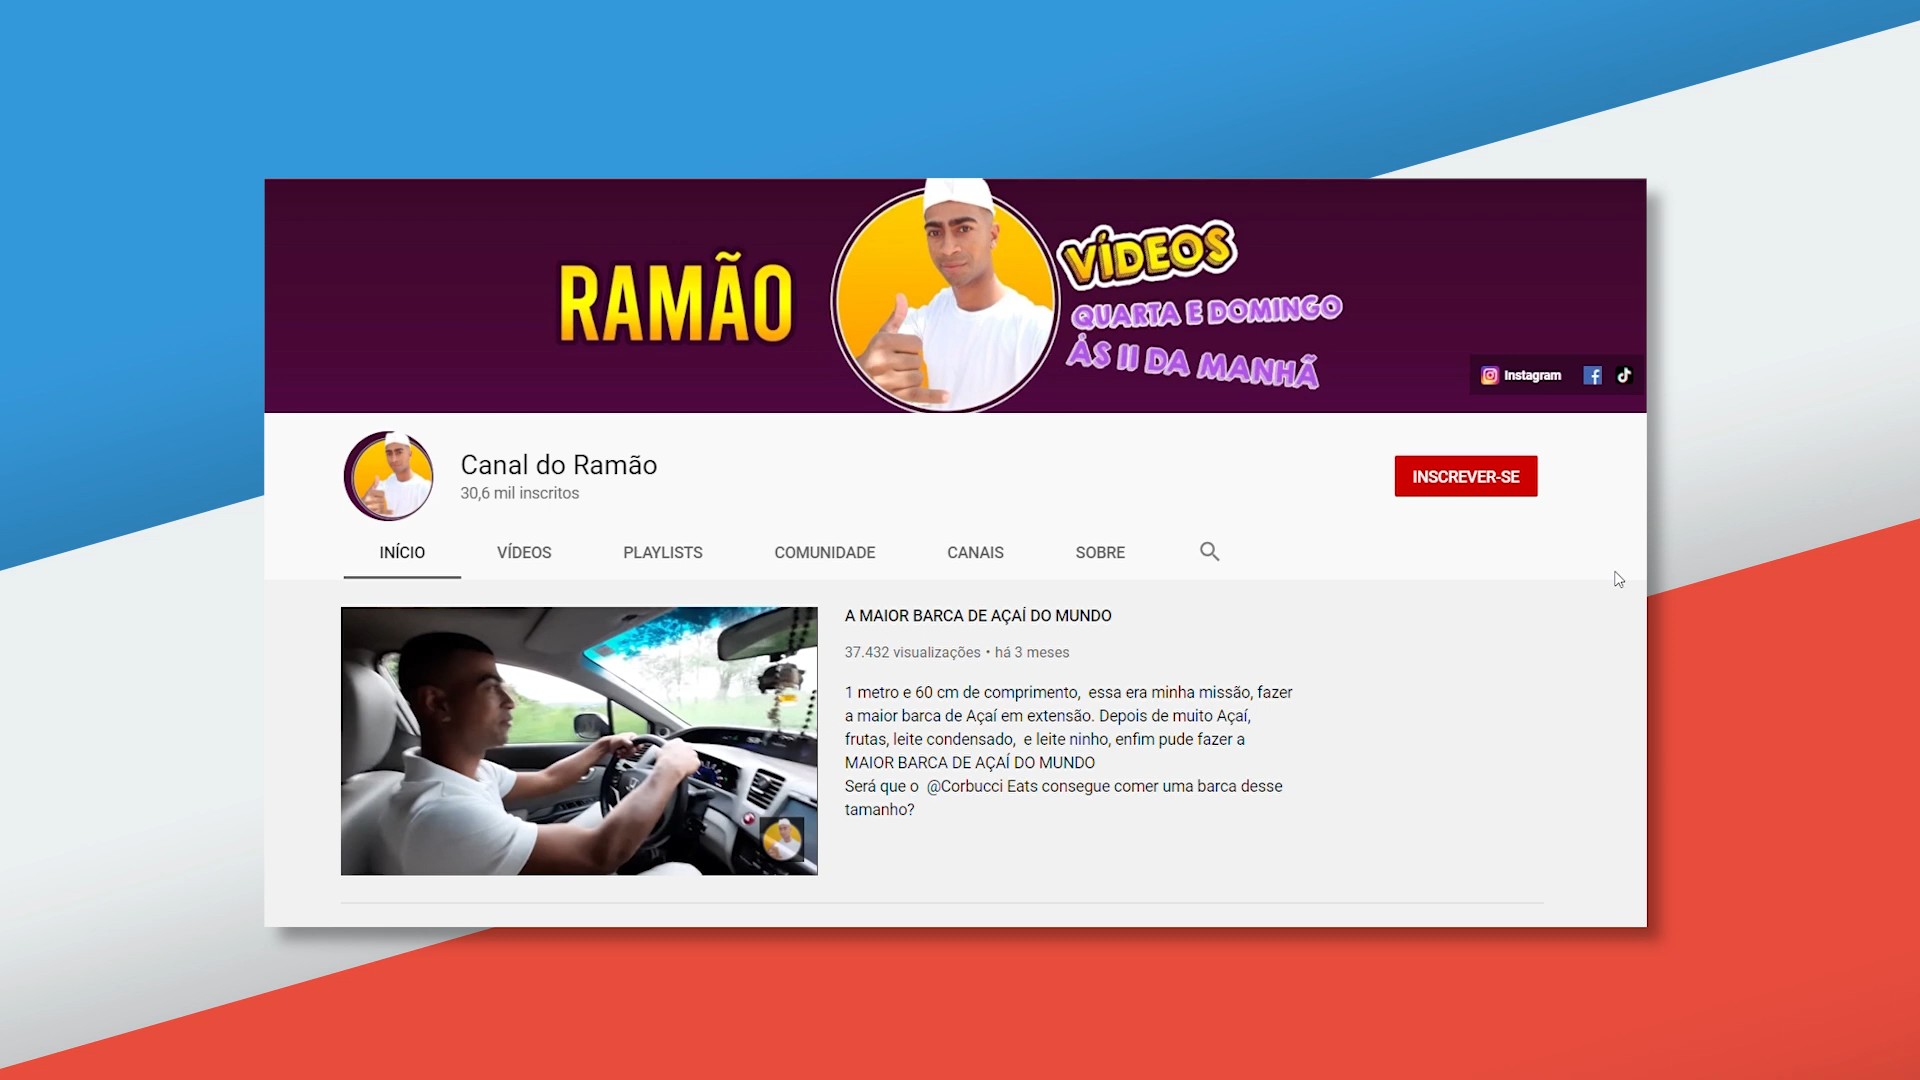 RAMÃO
VÍDEOS
QUARTA E DOMINGO
ÀS 11 DA MANHÃ
Instagram
Canal do Ramão
30,6 mil inscritos
INSCREVER-SE
INÍCIO
VÍDEOS
PLAYLISTS
COMUNIDADE
CANAIS
SOBRE
A MAIOR BARCA DE AÇAÍ DO MUNDO
37.432 visualizações • há 3 meses
1 metro e 60 cm de comprimento, essa era minha missão, fazer
a maior barca de Açaí em extensão. Depois de muito Açaí,
frutas, leite condensado, e leite ninho, enfim pude fazer a
MAIOR BARCA DE AÇAÍ DO MUNDO
Será que o @Corbucci Eats consegue comer uma barca desse
tamanho?